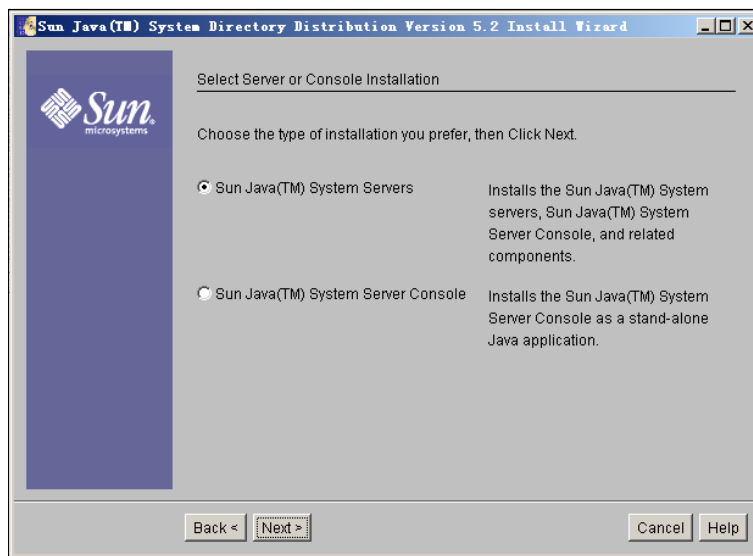 Sun Java(TM) System Directory Distribution Version 5.2 Install Wizard
Sun
microsystems
Select Server or Console Installation
Choose the type of installation you prefer, then Click Next.
Sun Java(TM) System Servers
Installs the Sun Java(TM) System
servers, Sun Java(TM) System
Server Console, and related
components.
Sun Java(TM) System Server Console
Installs the Sun Java(TM) System
Server Console as a stand-alone
Java application.
Back <
Next >
Cancel
Help